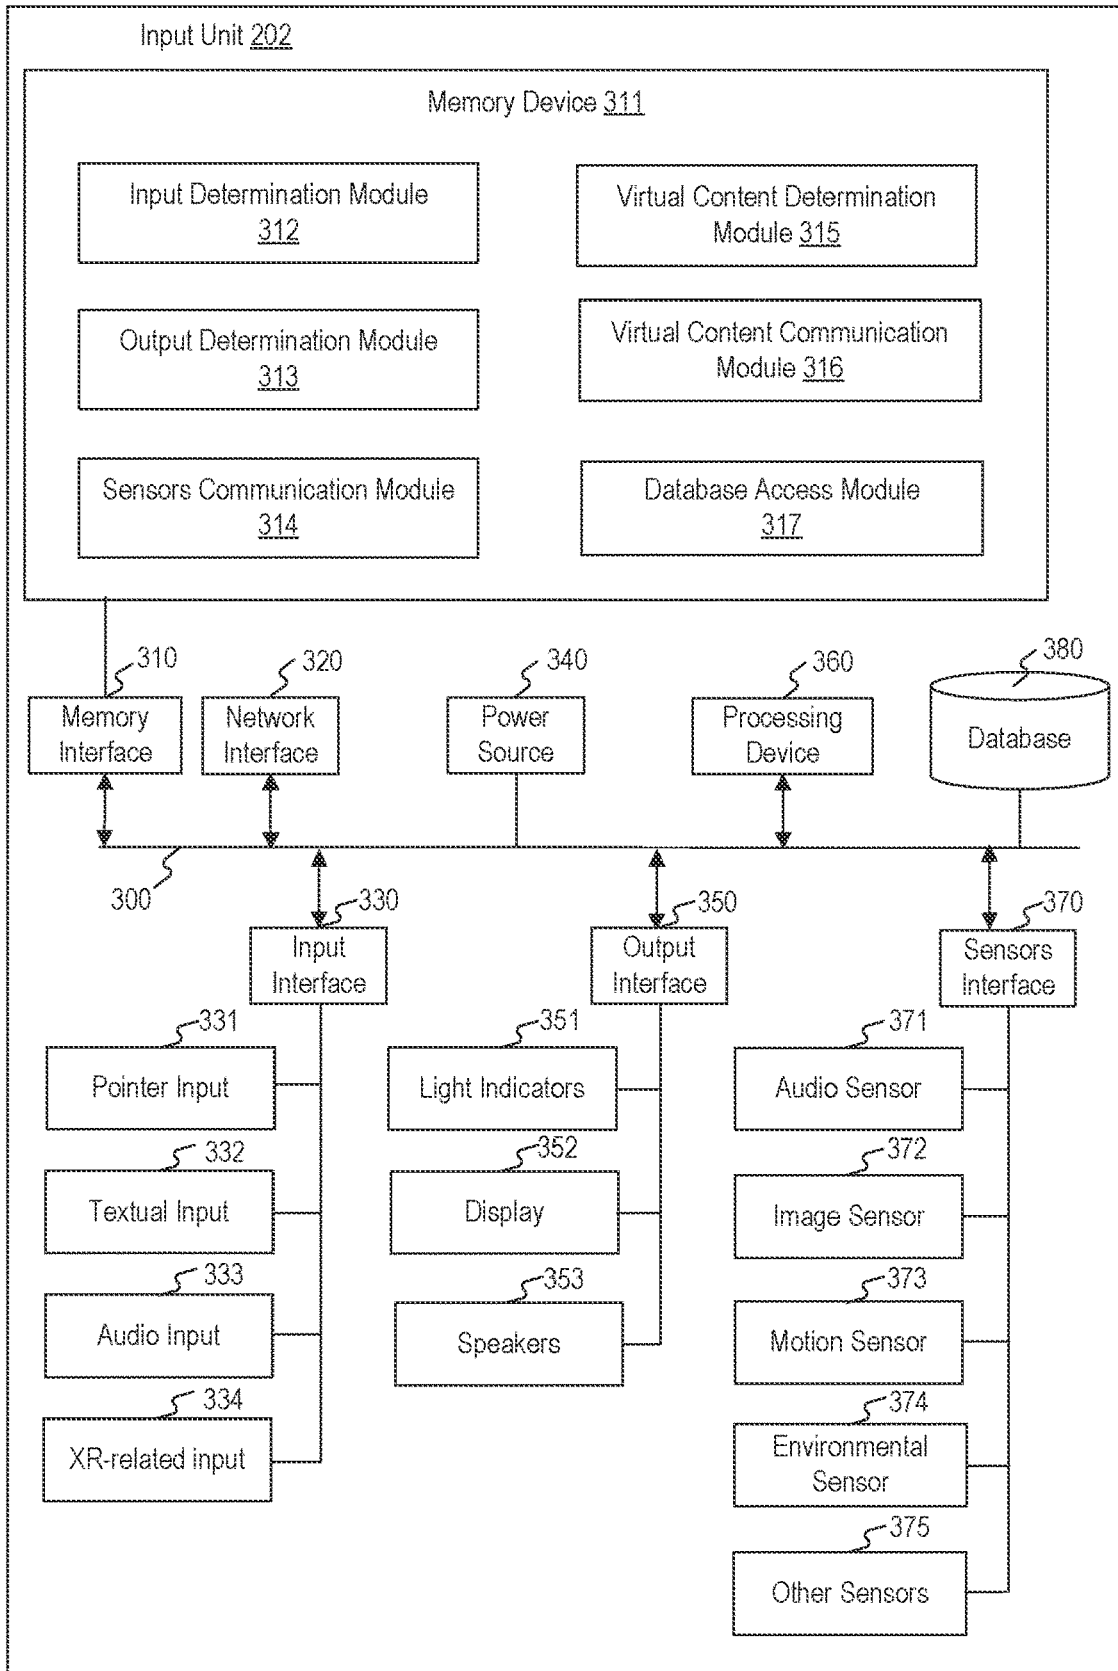 Input Unit 202
Memory Device 311
Input Determination Module
312
Virtual Content Determination
Module 315
Output Determination Module
313
Virtual Content Communication
Module 316
Sensors Communication Module
314
Database Access Module
317
310
320
340
360
380
Memory
Interface
Network
Interface
Power
Source
Processing
Device
Database
300
330
350
370
Input
Interface
Output
Interface
Sensors
Interface
331
Pointer Input
332
Textual Input
333
Audio Input
334
XR-related input
351
Light Indicators
352
Display
353
Speakers
371
Audio Sensor
372
Image Sensor
373
Motion Sensor
374
Environmental
Sensor
375
Other Sensors